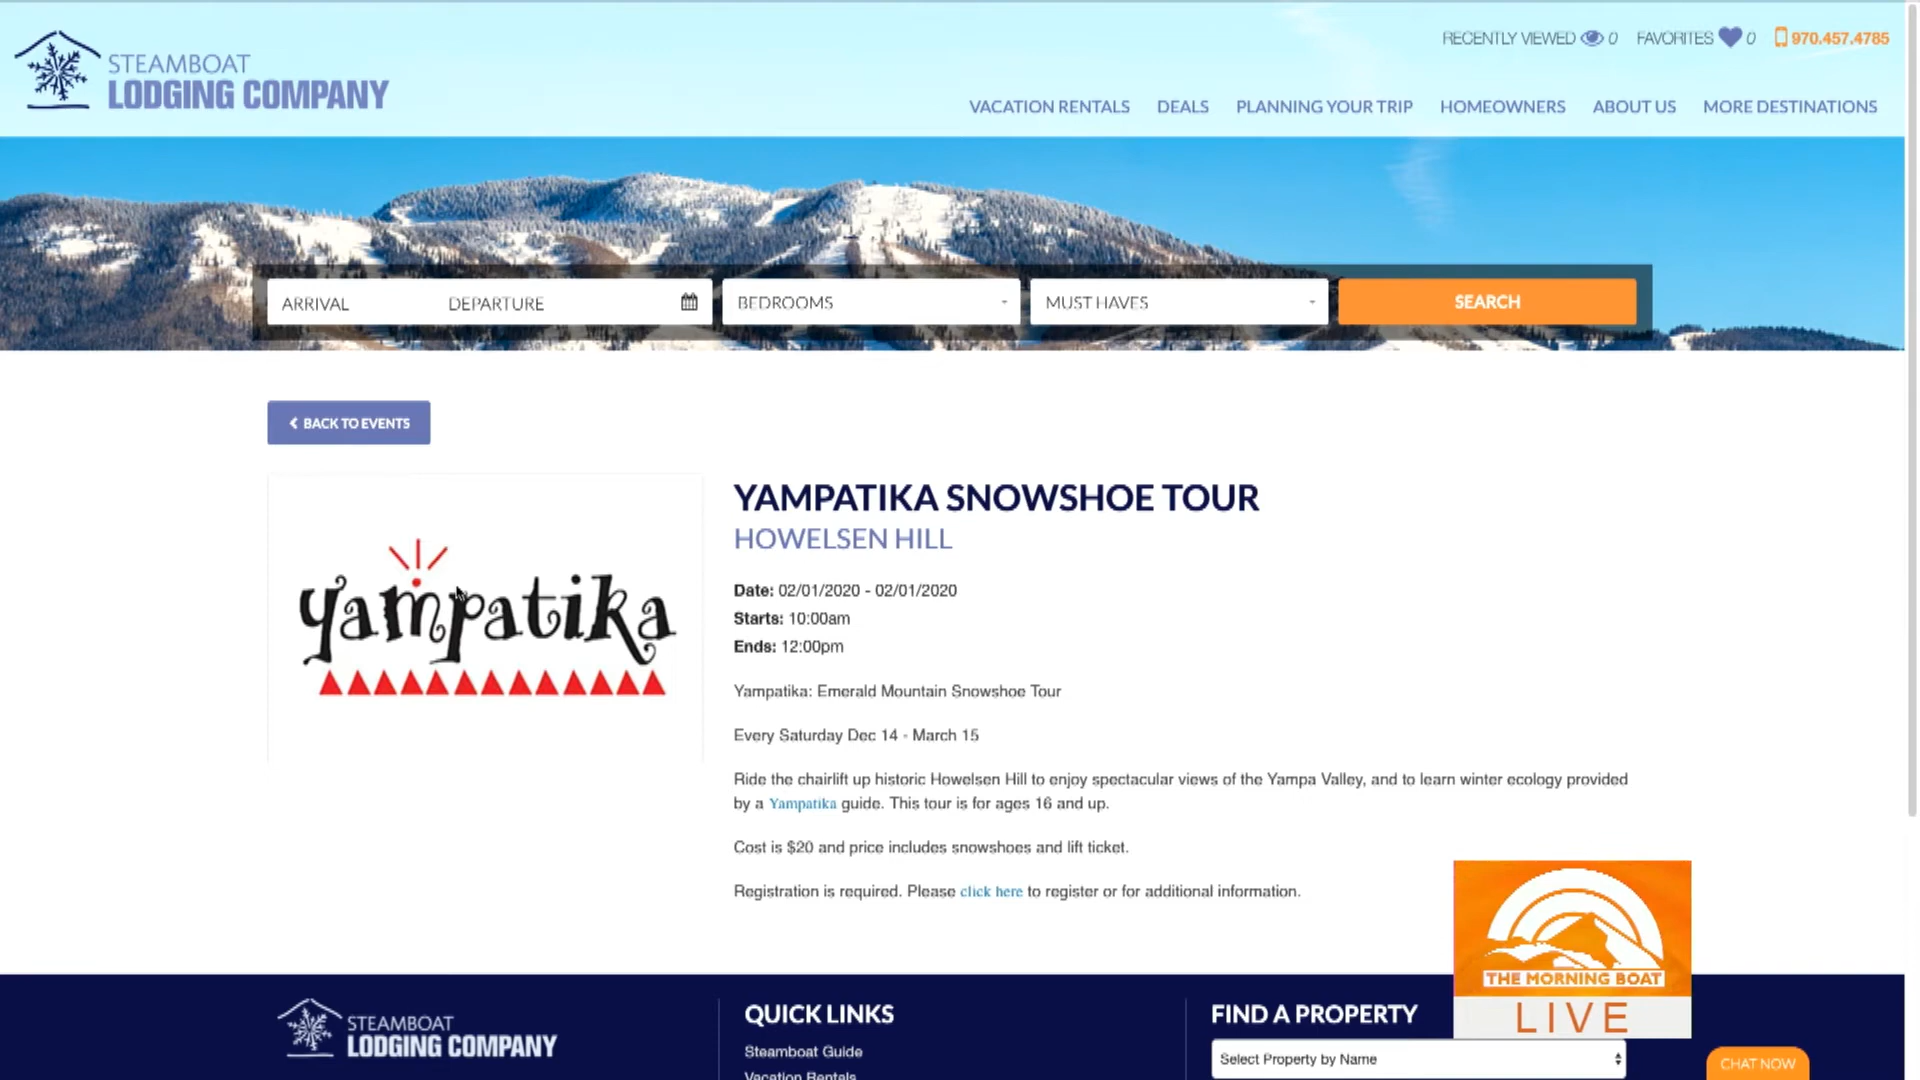 RECENTLY VIEWED 0 FAVORITES 0 970.457.4785
STEAMBOAT
LODGING COMPANY
VACATION RENTALS DEALS PLANNING YOUR TRIP HOMEOWNERS ABOUT US MORE DESTINATIONS
ARRIVAL DEPARTURE BEDROOMS MUST HAVES SEARCH
BACK TO EVENTS
yampatika
YAMPATIKA SNOWSHOE TOUR
HOWELSEN HILL
Date: 02/01/2020 - 02/01/2020
Starts: 10:00am
Ends: 12:00pm
Yampatika: Emerald Mountain Snowshoe Tour
Every Saturday Dec 14 - March 15
Ride the chairlift up historic Howelsen Hill to enjoy spectacular views of the Yampa Valley, and to learn winter ecology provided
by a Yampatika guide. This tour is for ages 16 and up.
Cost is $20 and price includes snowshoes and lift ticket.
Registration is required. Please click here to register or for additional information.
THE MORNING BOAT
LIVE
STEAMBOAT
LODGING COMPANY
QUICK LINKS
Steamboat Guide
Vacation Rentals
FIND A PROPERTY
Select Property by Name
CHAT NOW